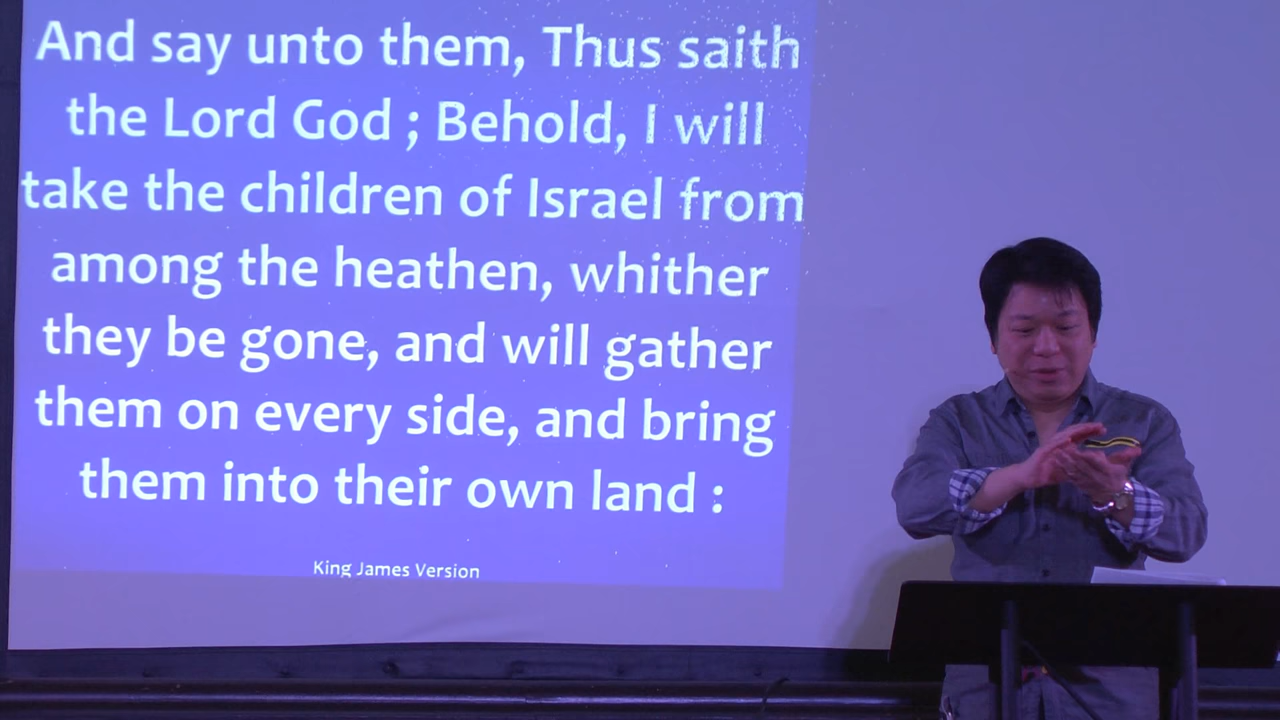 And say unto them, Thus saith
the Lord God ; Behold, I will
take the children of Israel from
among the heathen, whither
they be gone, and will gather
them on every side, and bring
them into their own land :
King James Version